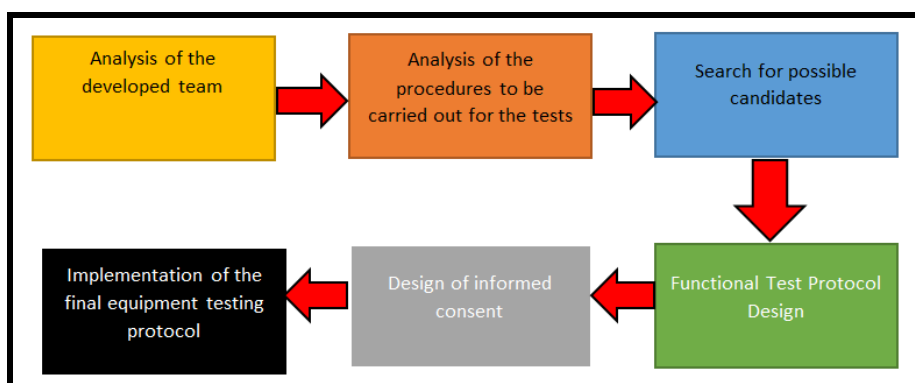 Analysis of the
developed team
Analysis of the
procedures to be
carried out for the tests
Search for possible
candidates
Functional Test Protocol
Design
Design of informed
consent
Implementation of the
final equipment testing
protocol